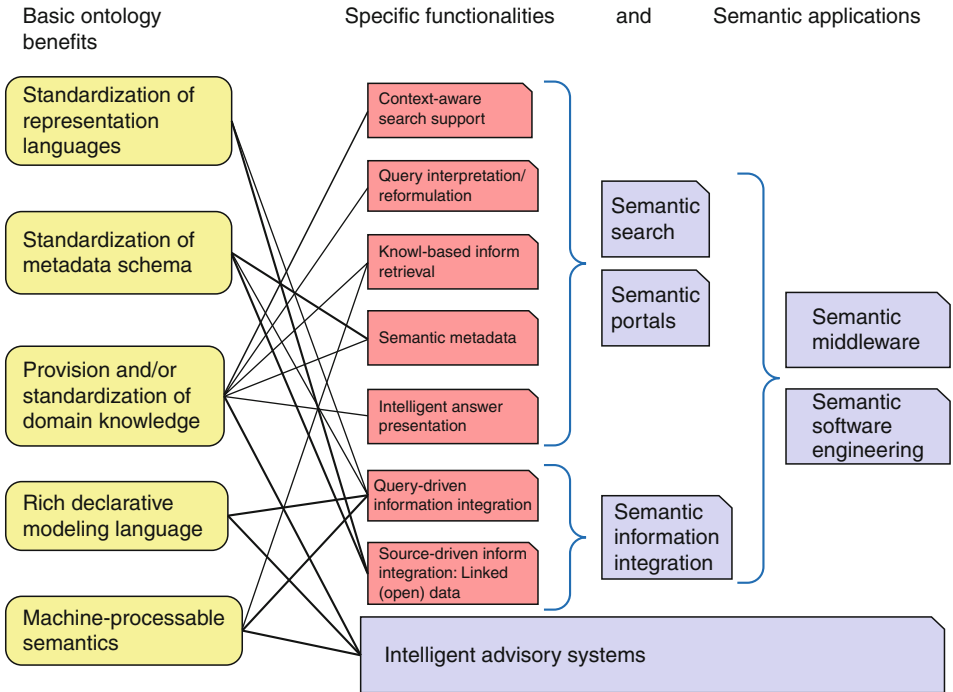 Basic ontology
benefits
Specific functionalities and Semantic applications
Standardization of
representation
languages
Standardization of
metadata schema
Provision and/or
standardization of
domain knowledge
Rich declarative
modeling language
Machine-processable
semantics
Context-aware
search support
Query interpretation/
reformulation
Knowl-based inform
retrieval
Semantic metadata
Intelligent answer
presentation
Query-driven
information integration
Source-driven inform
integration: Linked
(open) data
Semantic
search
Semantic
portals
Semantic
information
integration
Semantic
middleware
Semantic
software
engineering
Intelligent advisory systems